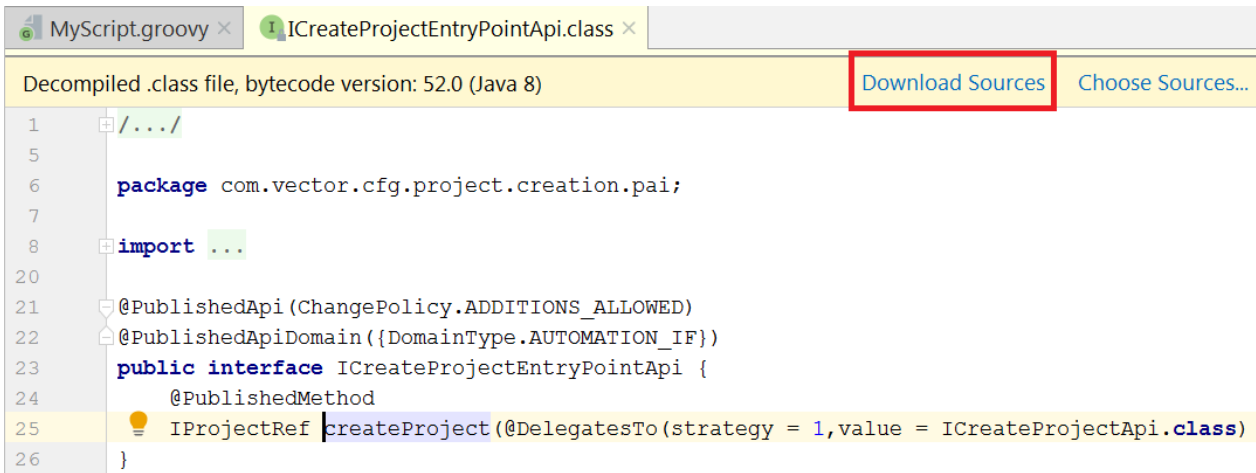 MyScript.groovy × ICreateProjectEntryPointApi.class ×
Decompiled .class file, bytecode version: 52.0 (Java 8) Download Sources Choose Sources...
1 /.../
5
6 package com.vector.cfg.project.creation.pai;
7
8 import ...
20
21 @PublishedApi(ChangePolicy.ADDITIONS_ALLOWED)
22 @PublishedApiDomain({DomainType.AUTOMATION_IF})
23 public interface ICreateProjectEntryPointApi {
24 @PublishedMethod
25 IProjectRef createProject(@DelegatesTo(strategy = 1,value = ICreateProjectApi.class)
26 }